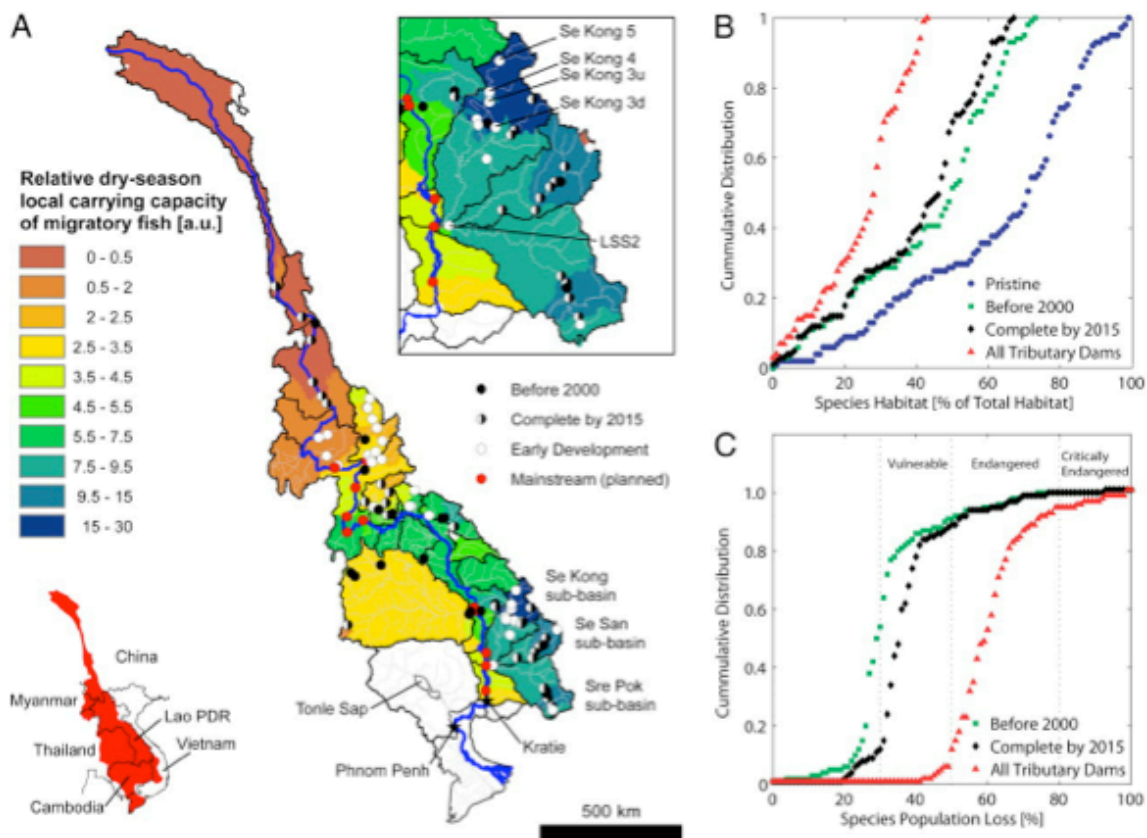 A
Relative dry-season
local carrying capacity
of migratory fish [a.u.]
0 - 0.5
0.5 - 2
2 - 2.5
2.5 - 3.5
3.5 - 4.5
4.5 - 5.5
5.5 - 7.5
7.5 - 9.5
9.5 - 15
15 - 30
Se Kong 5
Se Kong 4
Se Kong 3u
Se Kong 3d
LSS2
Before 2000
Complete by 2015
Early Development
Mainstream (planned)
Se Kong
sub-basin
Se San
sub-basin
Sre Pok
sub-basin
Tonle Sap
Kratie
Phnom Penh
500 km
China
Myanmar
Lao PDR
Thailand
Vietnam
Cambodia
B
Cummulative Distribution
1
0.8
0.6
0.4
0.2
0
0
20
40
60
80
100
Species Habitat [% of Total Habitat]
Pristine
Before 2000
Complete by 2015
All Tributary Dams
C
Cummulative Distribution
Vulnerable
Endangered
Critically
Endangered
1.0
0.8
0.6
0.4
0.2
0
0
20
40
60
80
100
Species Population Loss [%]
Before 2000
Complete by 2015
All Tributary Dams